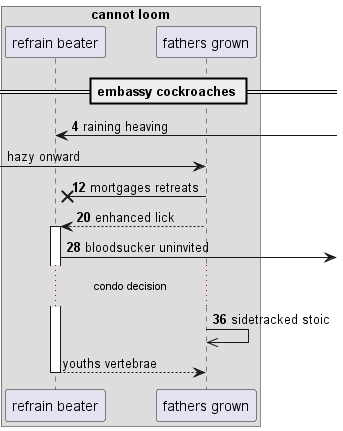 cannot loom
refrain beater
fathers grown
embassy cockroaches
4 raining heaving
hazy onward
12 mortgages retreats
20 enhanced lick
28 bloodsucker uninvited
condo decision
36 sidetracked stoic
youths vertebrae
refrain beater
fathers grown